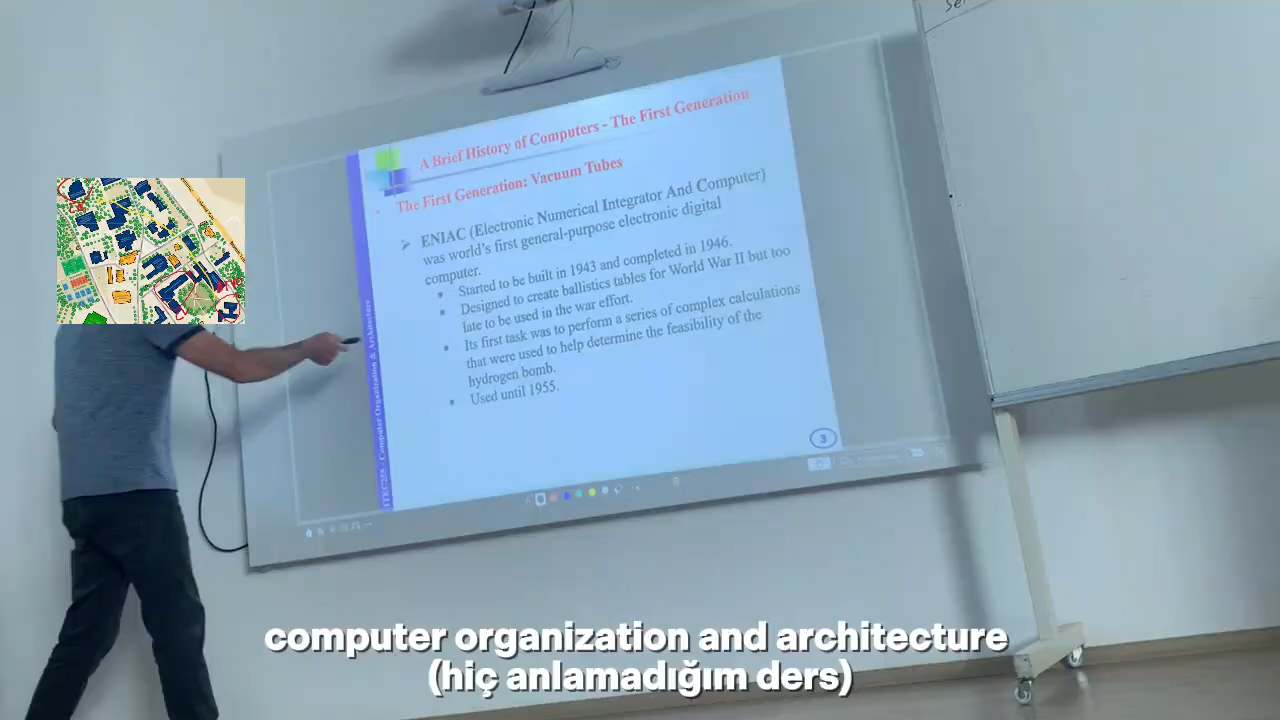 A Brief History of Computers - The First Generation
The First Generation: Vacuum Tubes
ENIAC (Electronic Numerical Integrator And Computer)
was world's first general-purpose electronic digital
computer.
Started to be built in 1943 and completed in 1946.
Designed to create ballistics tables for World War II but too
late to be used in the war effort.
Its first task was to perform a series of complex calculations
that were used to help determine the feasibility of the
hydrogen bomb.
Used until 1955.
Computer Organization & Architecture
3
computer organization and architecture
(hiç anlamadığım ders)